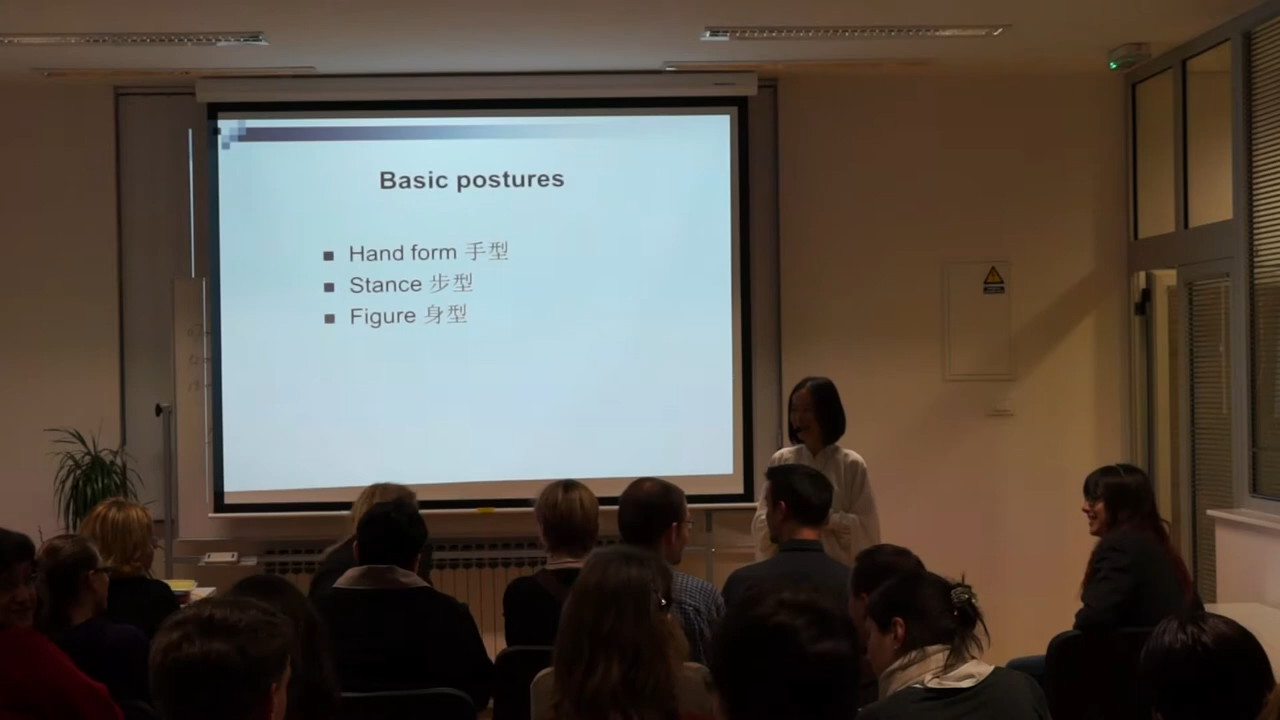 Basic postures
Hand form 手型
Stance 步型
Figure 身型